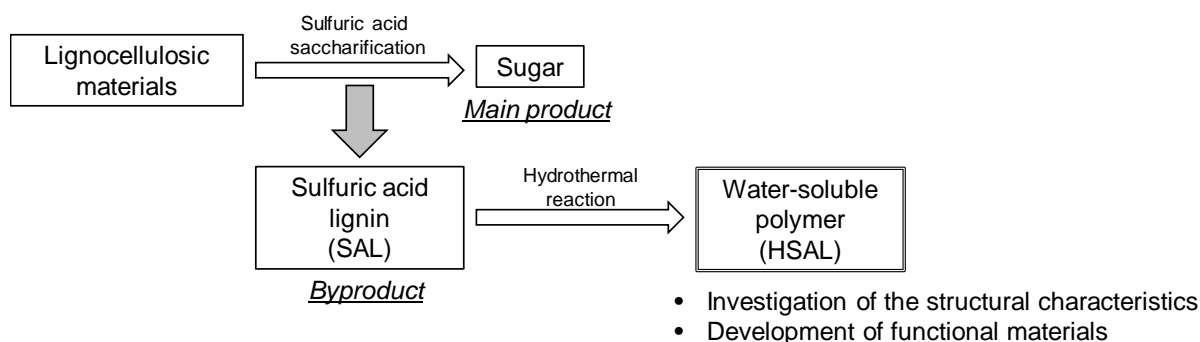 Lignocellulosic
materials
Sulfuric acid
saccharification
Sugar
Main product
Sulfuric acid
lignin
(SAL)
Byproduct
Hydrothermal
reaction
Water-soluble
polymer
(HSAL)
• Investigation of the structural characteristics
• Development of functional materials